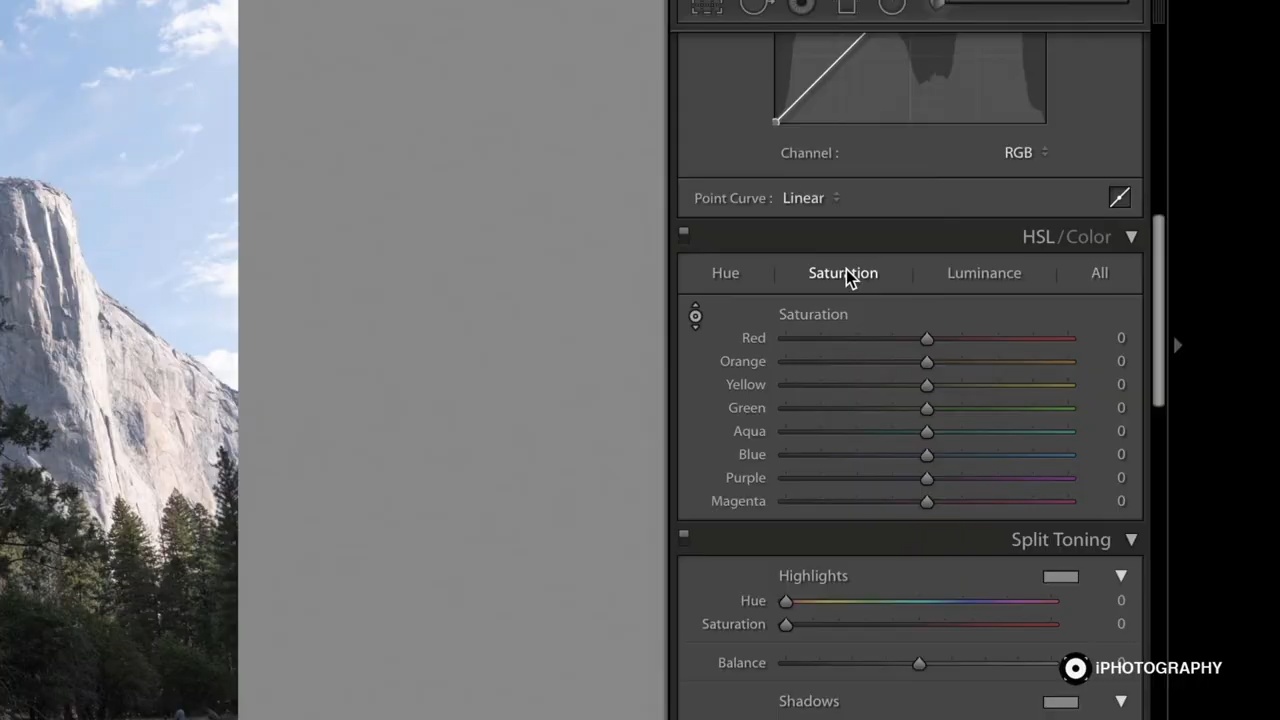 Channel : RGB
Point Curve : Linear
HSL / Color
Hue Saturation Luminance All
Saturation
Red 0
Orange 0
Yellow 0
Green 0
Aqua 0
Blue 0
Purple 0
Magenta 0
Split Toning
Highlights
Hue 0
Saturation 0
Balance
iPHOTOGRAPHY
Shadows